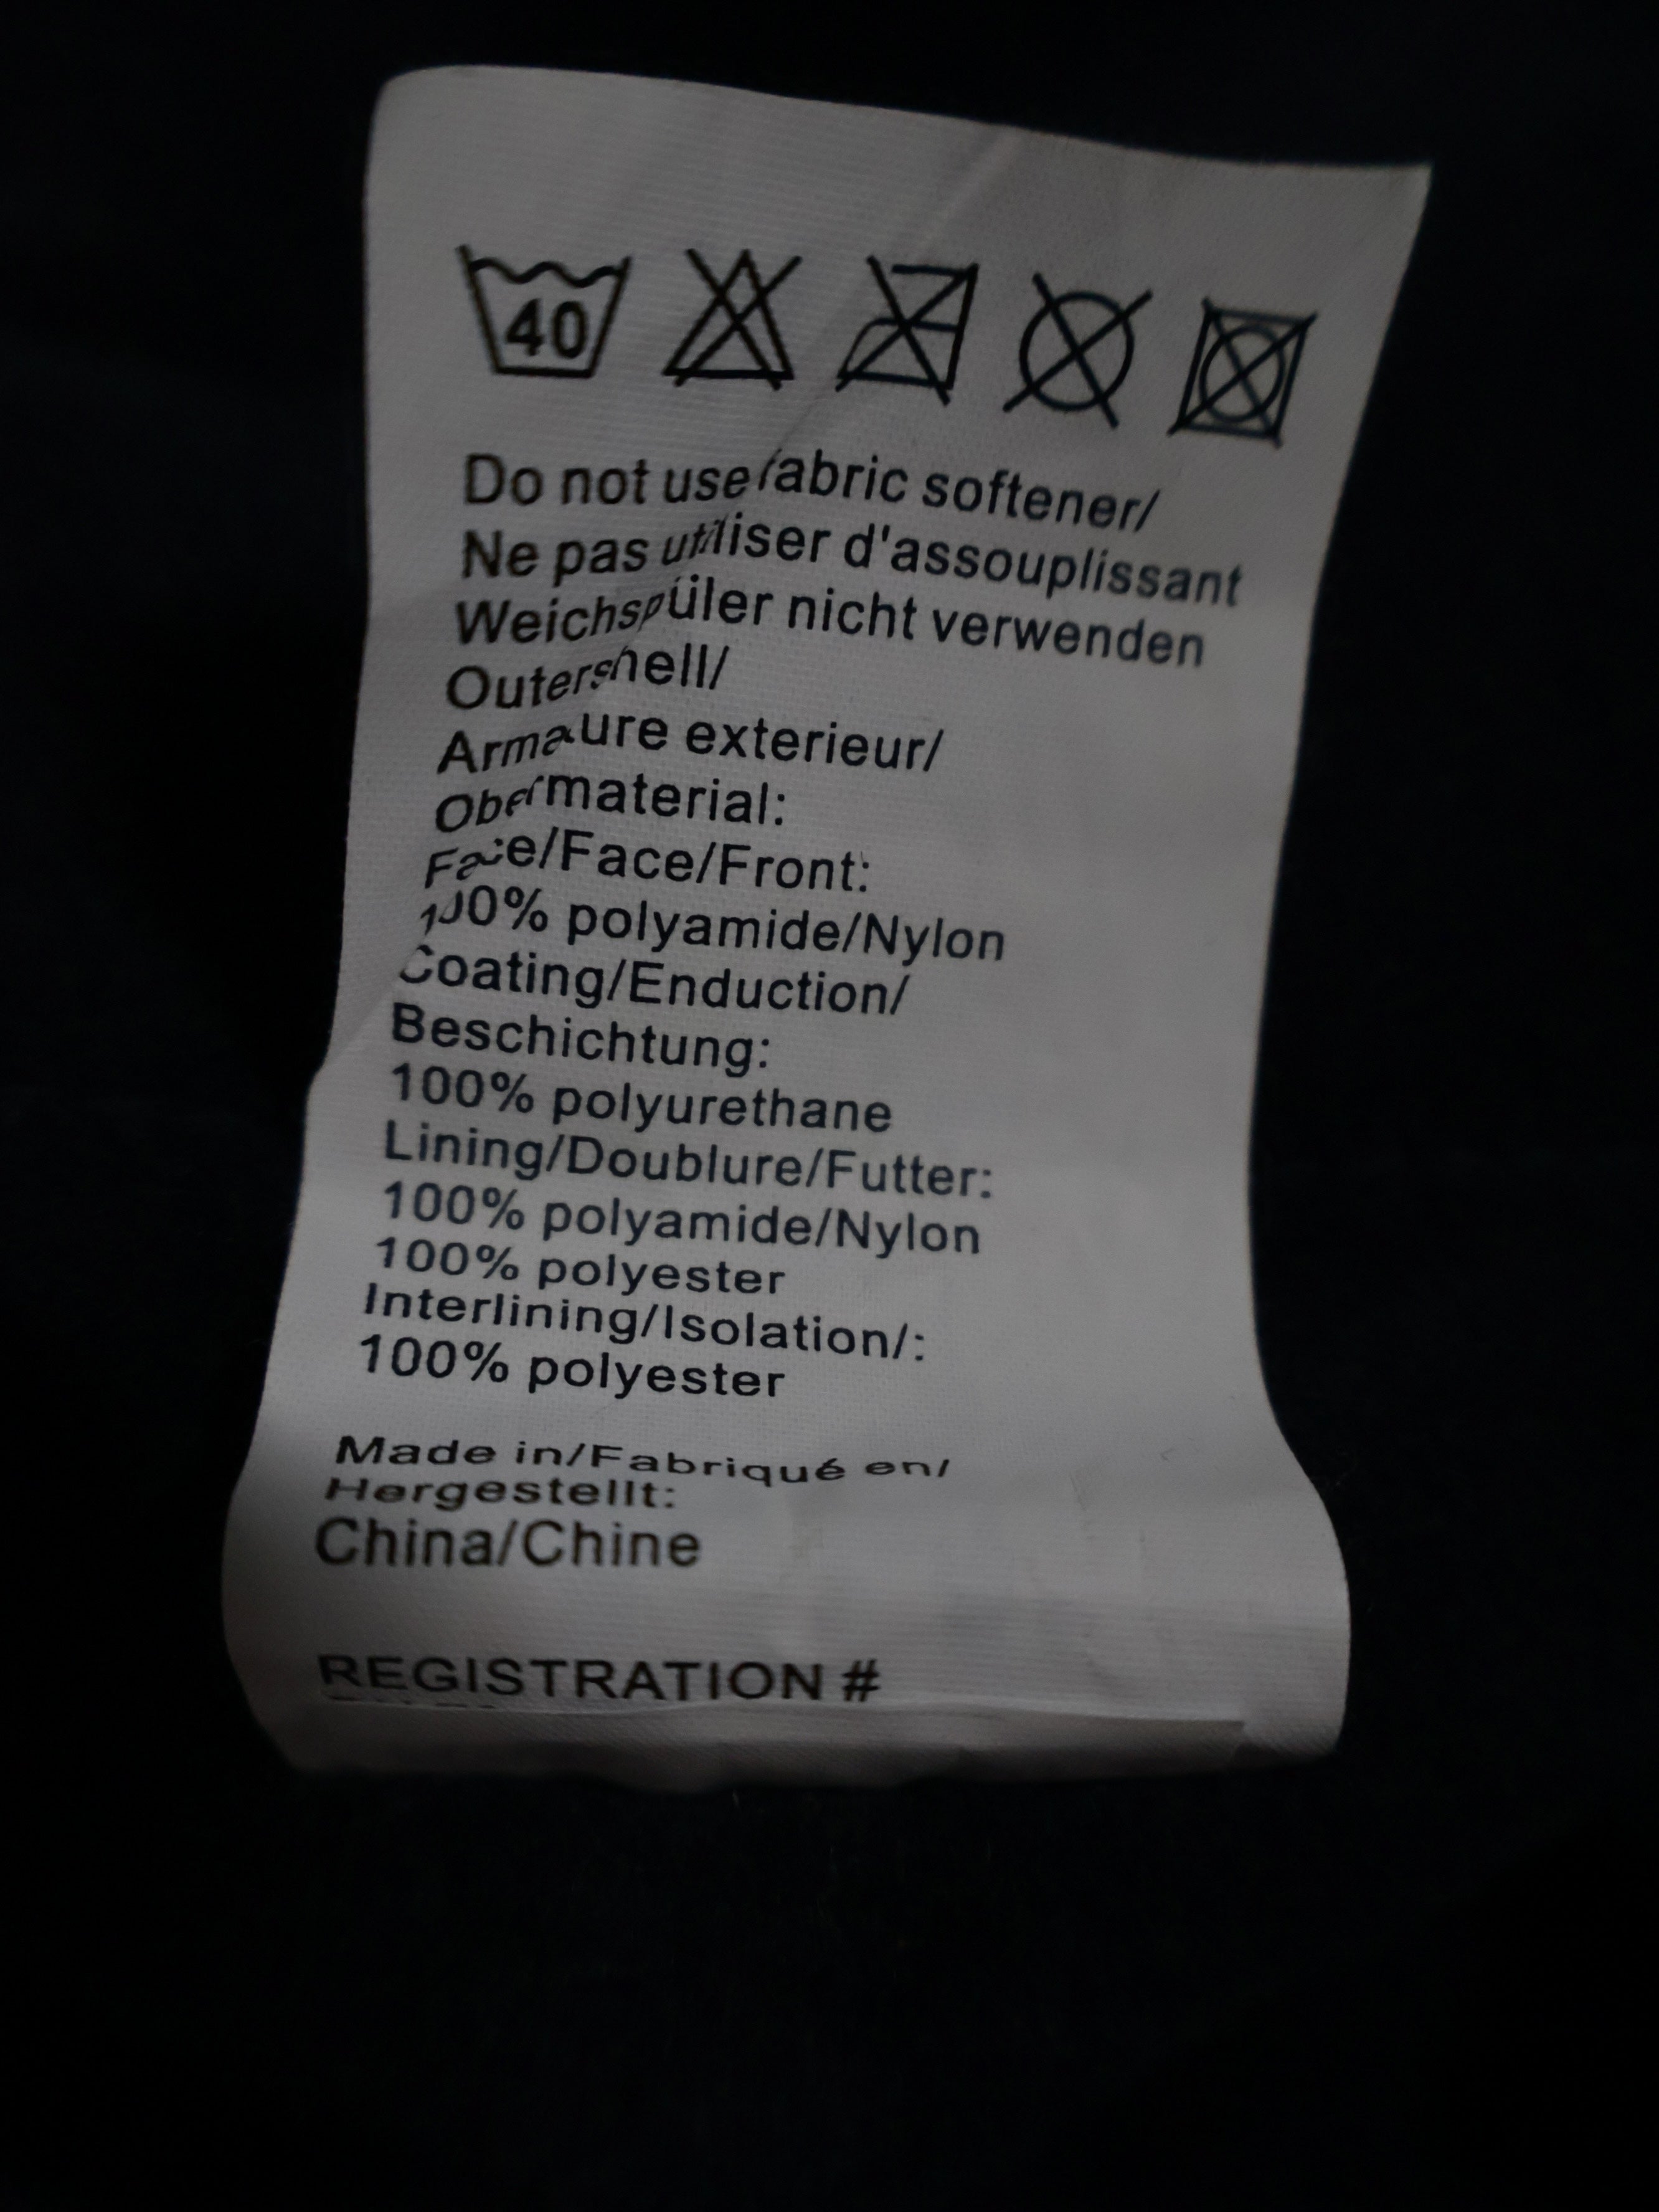 40
Do not use fabric softener/
Ne pas utiliser d'assouplissant
Weichspüler nicht verwenden
Outershell/
Armature exterieur/
Obermaterial:
Face/Face/Front:
100% polyamide/Nylon
Coating/Enduction/
Beschichtung:
100% polyurethane
Lining/Doublure/Futter:
100% polyamide/Nylon
100% polyester
Interlining/Isolation/:
100% polyester
Made in/Fabriqué en/
Hergestellt:
China/Chine
REGISTRATION #